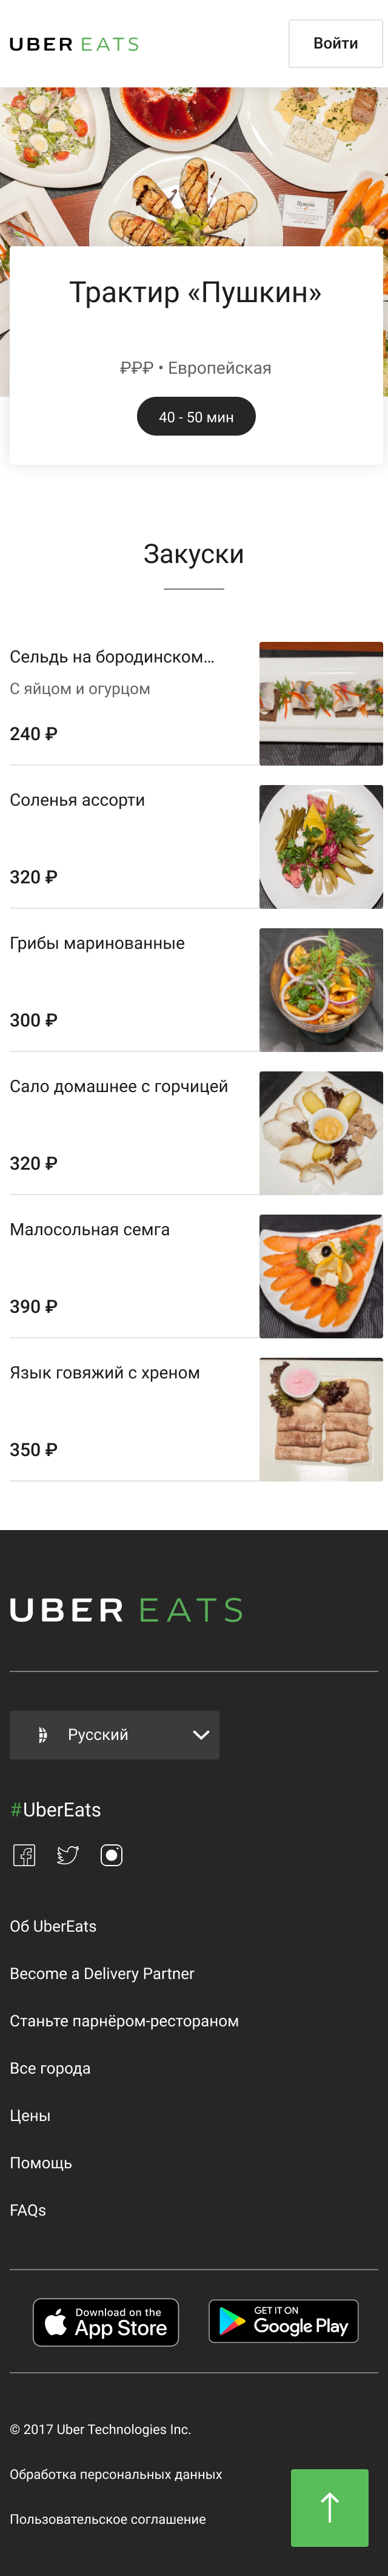 UBER EATS
Войти
Пушкин
Трактир «Пушкин»
₽₽₽ • Европейская
40 - 50 мин
Закуски
Сельдь на бородинском...
С яйцом и огурцом
240 ₽
Соленья ассорти
320 ₽
Грибы маринованные
300 ₽
Сало домашнее с горчицей
320 ₽
Малосольная семга
390 ₽
Язык говяжий с хреном
350 ₽
UBER EATS
Русский
#UberEats
Об UberEats
Become a Delivery Partner
Станьте парнёром-рестораном
Все города
Цены
Помощь
FAQs
Download on the
App Store
GET IT ON
Google Play
© 2017 Uber Technologies Inc.
Обработка персональных данных
Пользовательское соглашение